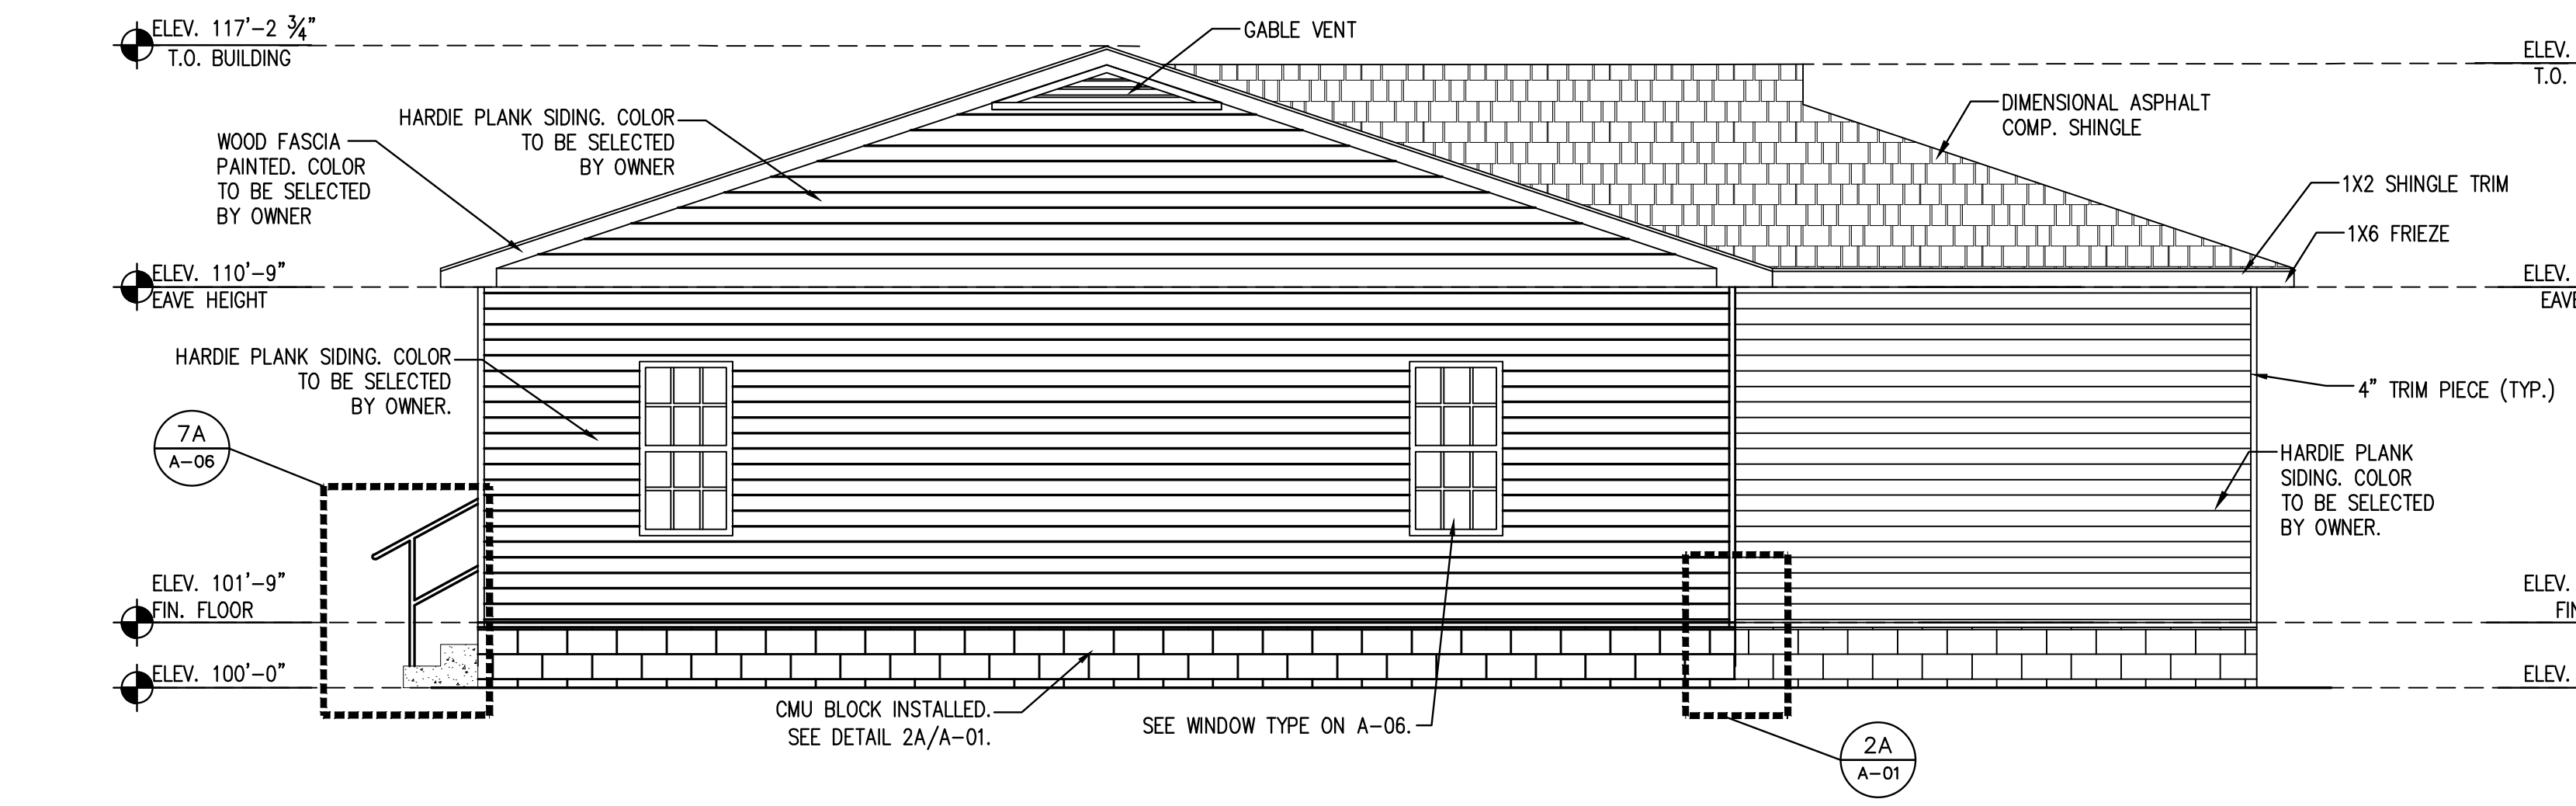 ELEV. 117'-2 ¾"
T.O. BUILDING
GABLE VENT
ELEV.
T.O.
HARDIE PLANK SIDING. COLOR
TO BE SELECTED
BY OWNER
WOOD FASCIA
PAINTED. COLOR
TO BE SELECTED
BY OWNER
DIMENSIONAL ASPHALT
COMP. SHINGLE
1X2 SHINGLE TRIM
1X6 FRIEZE
ELEV. 110'-9"
EAVE HEIGHT
ELEV.
EAVE
HARDIE PLANK SIDING. COLOR
TO BE SELECTED
BY OWNER.
4" TRIM PIECE (TYP.)
7A
A-06
HARDIE PLANK
SIDING. COLOR
TO BE SELECTED
BY OWNER.
ELEV. 101'-9"
FIN. FLOOR
ELEV.
FIN
ELEV. 100'-0"
ELEV.
CMU BLOCK INSTALLED.
SEE DETAIL 2A/A-01.
SEE WINDOW TYPE ON A-06.
2A
A-01